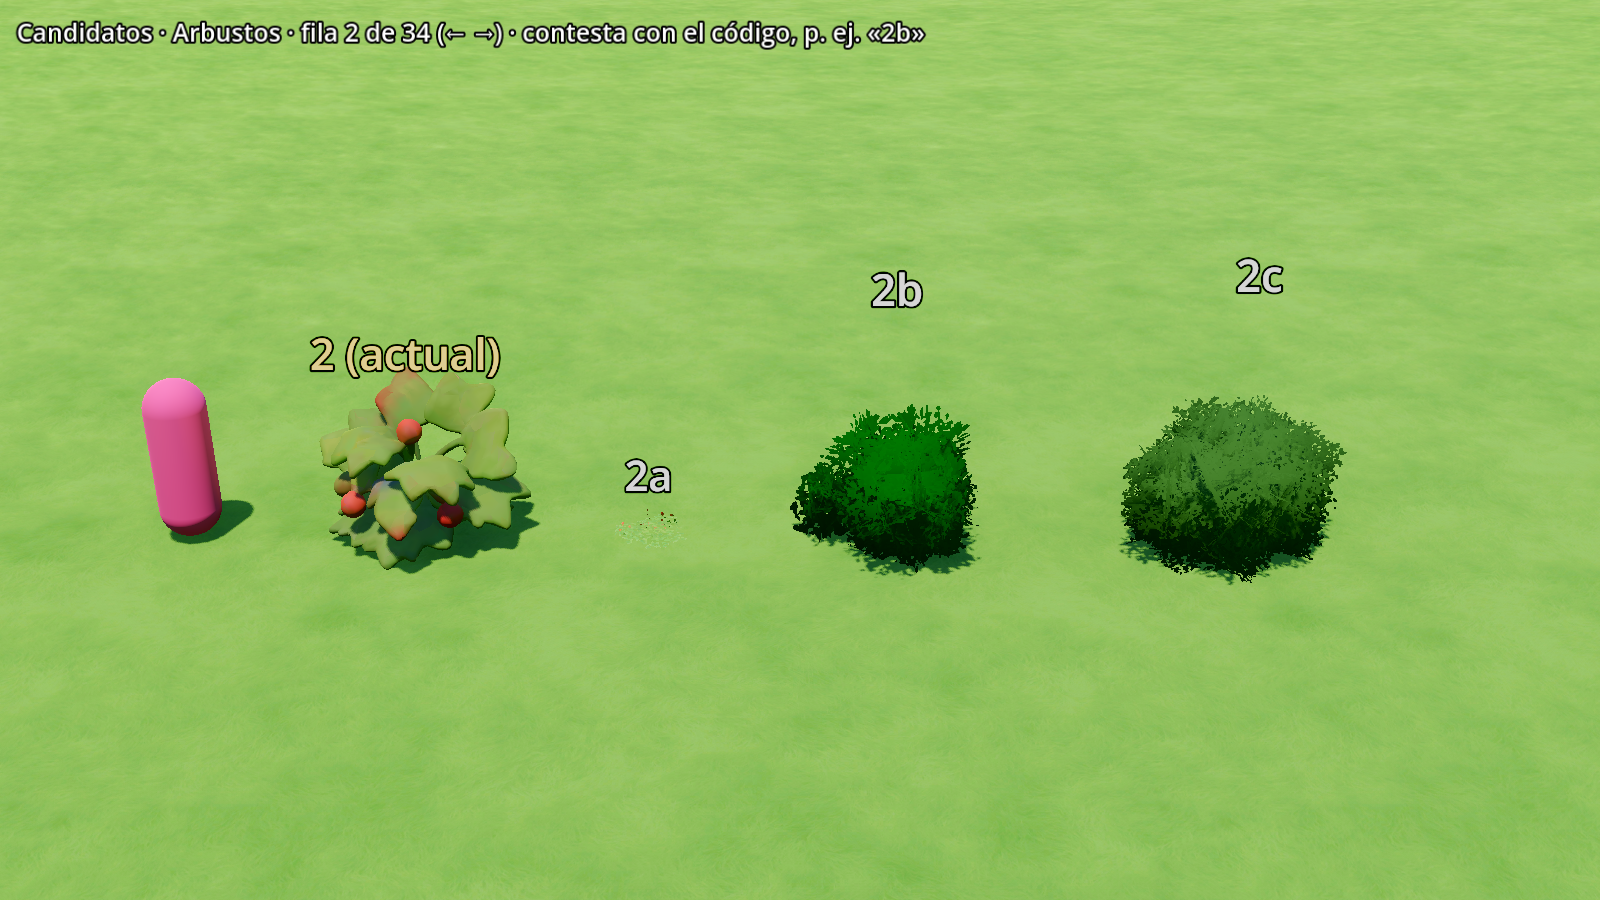 Candidatos · Arbustos · fila 2 de 34 (← →) · contesta con el código, p. ej. «2b»
2 (actual)
2a
2b
2c